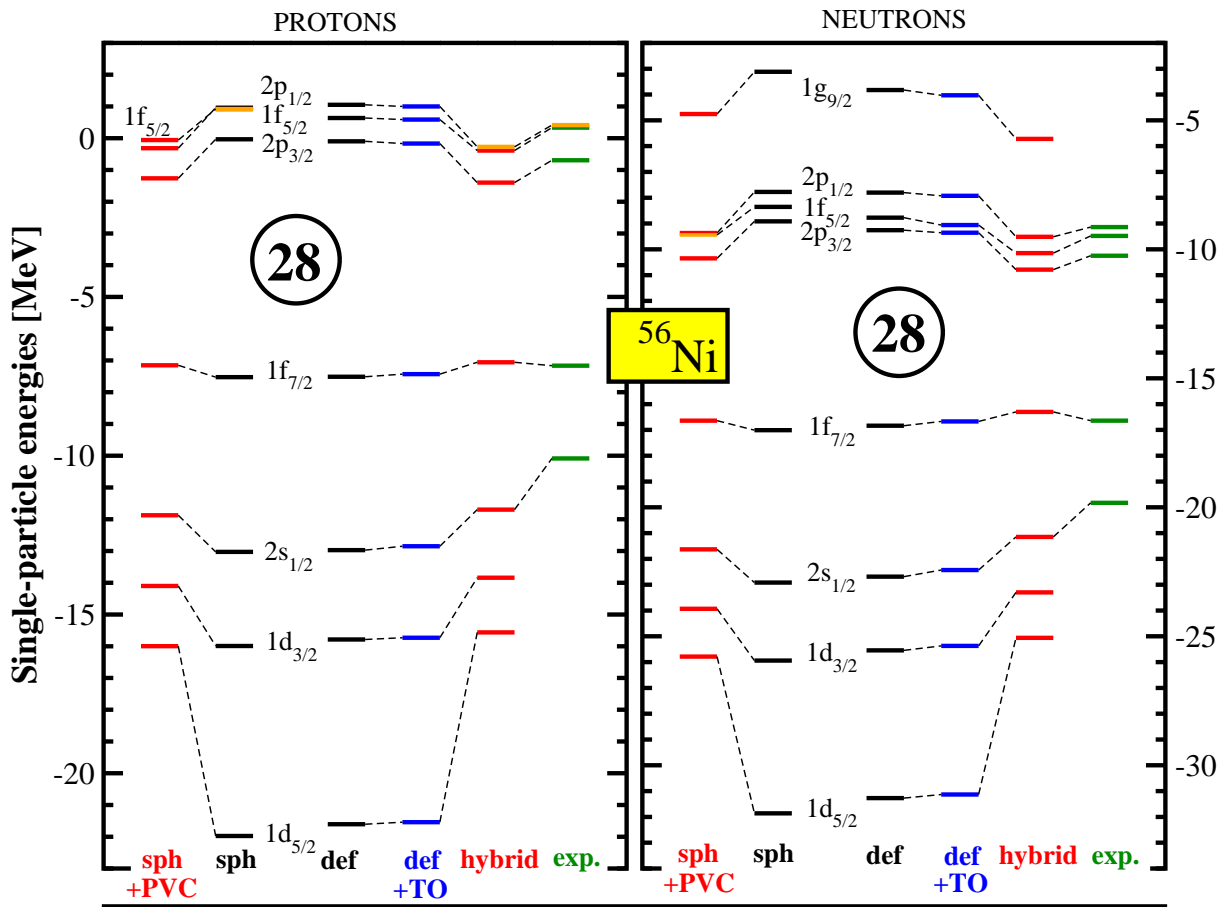 PROTONS
NEUTRONS
Single-particle energies [MeV]
0
-5
-10
-15
-20
1f5/2
2p1/2
1f5/2
2p3/2
28
1f7/2
2s1/2
1d3/2
1d5/2
sph
+PVC
sph
def
def
+TO
hybrid
exp.
56Ni
1g9/2
2p1/2
1f5/2
2p3/2
28
1f7/2
2s1/2
1d3/2
1d5/2
sph
+PVC
sph
def
def
+TO
hybrid
exp.
-5
-10
-15
-20
-25
-30